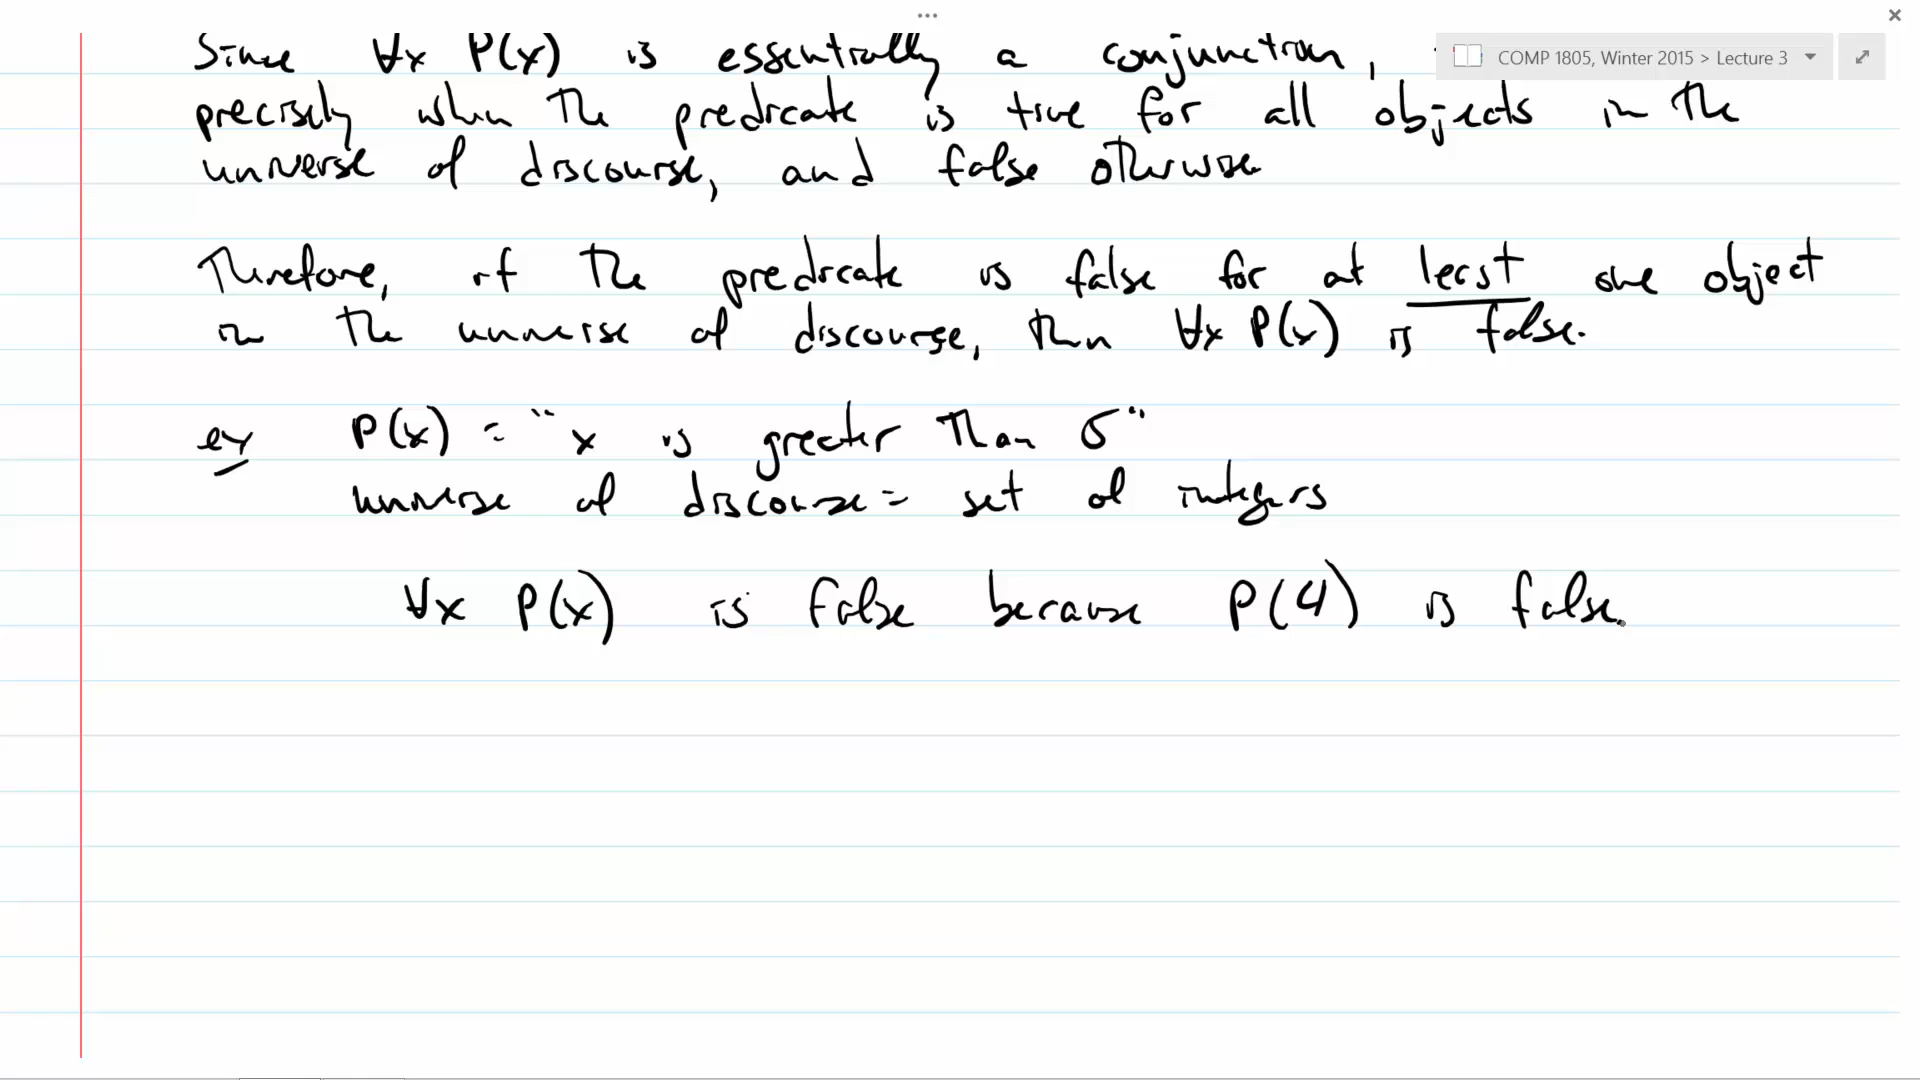 COMP 1805, Winter 2015 > Lecture 3
Since ∀x P(x) is essentially a conjunction,
precisely when the predicate is true for all objects in the
universe of discourse, and false otherwise
Therefore, if the predicate is false for at least one object
in the universe of discourse, then ∀x P(x) is false.
ex P(x) = "x is greater than 5"
universe of discourse = set of integers
∀x P(x) is false because P(4) is false.